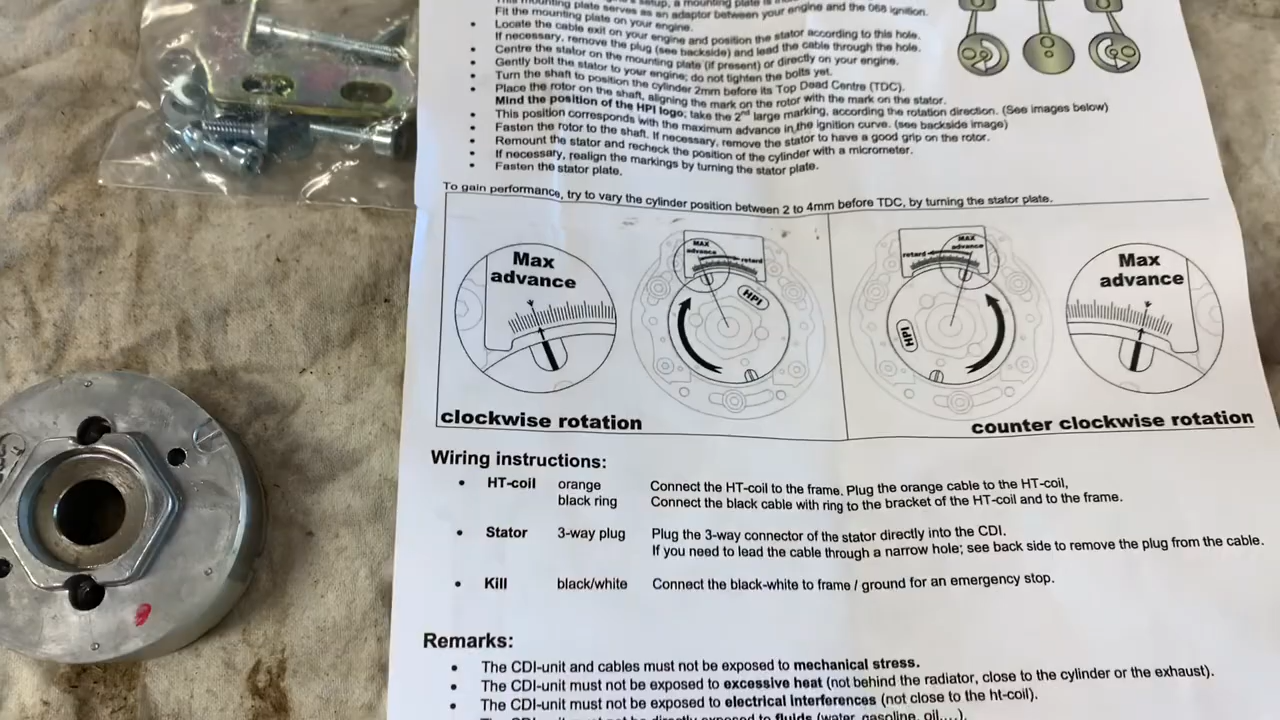 This mounting plate serves as an adaptor between your engine and the 068 ignition.
Fit the mounting plate on your engine.
• Locate the cable exit on your engine and position the stator according to this hole.
If necessary, remove the plug (see backside) and lead the cable through the hole.
• Centre the stator on the mounting plate (if present) or directly on your engine.
• Gently bolt the stator to your engine; do not tighten the bolts yet.
• Turn the shaft to position the cylinder 2mm before its Top Dead Centre (TDC).
• Place the rotor on the shaft, aligning the mark on the rotor with the mark on the stator.
Mind the position of the HPI logo; take the 2nd large marking, according the rotation direction. (See images below)
• This position corresponds with the maximum advance in the ignition curve. (see backside image)
• Fasten the rotor to the shaft. If necessary, remove the stator to have a good grip on the rotor.
• Remount the stator and recheck the position of the cylinder with a micrometer.
• If necessary, realign the markings by turning the stator plate.
• Fasten the stator plate.
To gain performance, try to vary the cylinder position between 2 to 4mm before TDC, by turning the stator plate.
Max
advance
MAX
advance
retard
HPI
clockwise rotation
MAX
advance
retard
HPI
Max
advance
counter clockwise rotation
Wiring instructions:
• HT-coil orange Connect the HT-coil to the frame. Plug the orange cable to the HT-coil,
black ring Connect the black cable with ring to the bracket of the HT-coil and to the frame.
• Stator 3-way plug Plug the 3-way connector of the stator directly into the CDI.
If you need to lead the cable through a narrow hole; see back side to remove the plug from the cable.
• Kill black/white Connect the black-white to frame / ground for an emergency stop.
Remarks:
• The CDI-unit and cables must not be exposed to mechanical stress.
• The CDI-unit must not be exposed to excessive heat (not behind the radiator, close to the cylinder or the exhaust).
• The CDI-unit must not be exposed to electrical interferences (not close to the ht-coil).
• The CDI-unit must not be directly exposed to fluids (water, gasoline, oil,...).